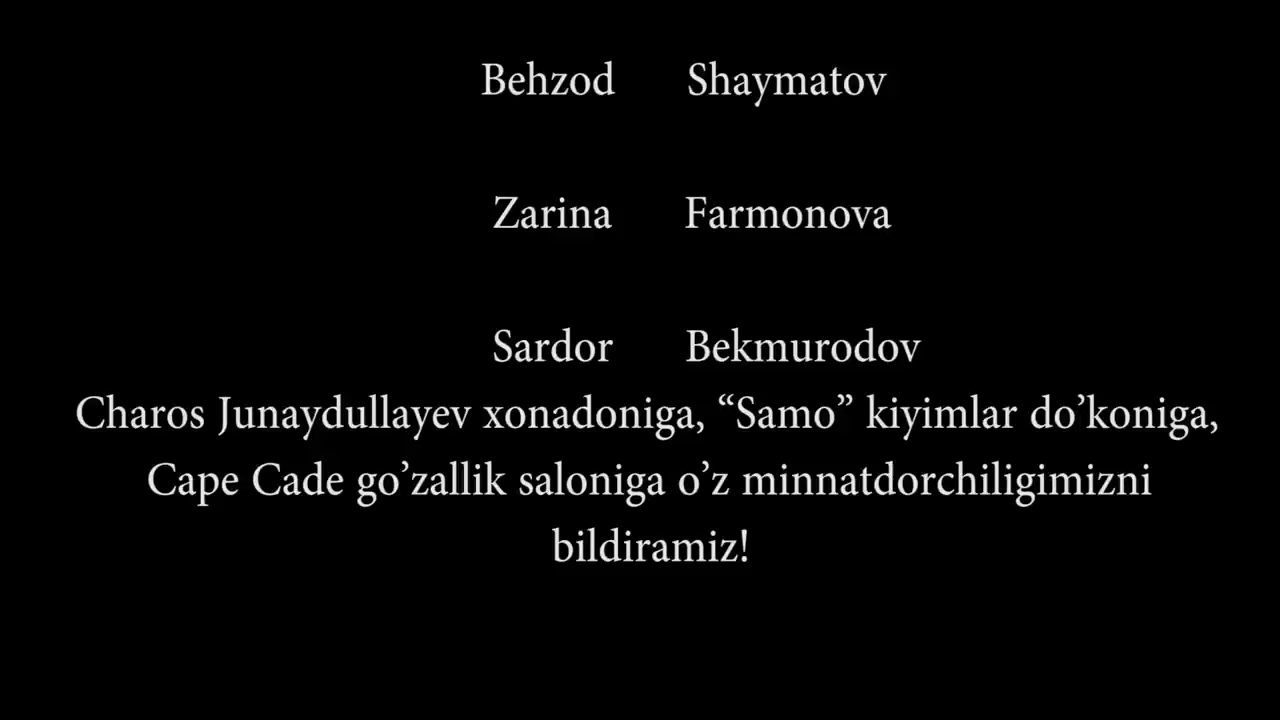 Behzod Shaymatov
Zarina Farmonova
Sardor Bekmurodov
Charos Junaydullayev xonadoniga, “Samo” kiyimlar do’koniga,
Cape Cade go’zallik saloniga o’z minnatdorchiligimizni
bildiramiz!